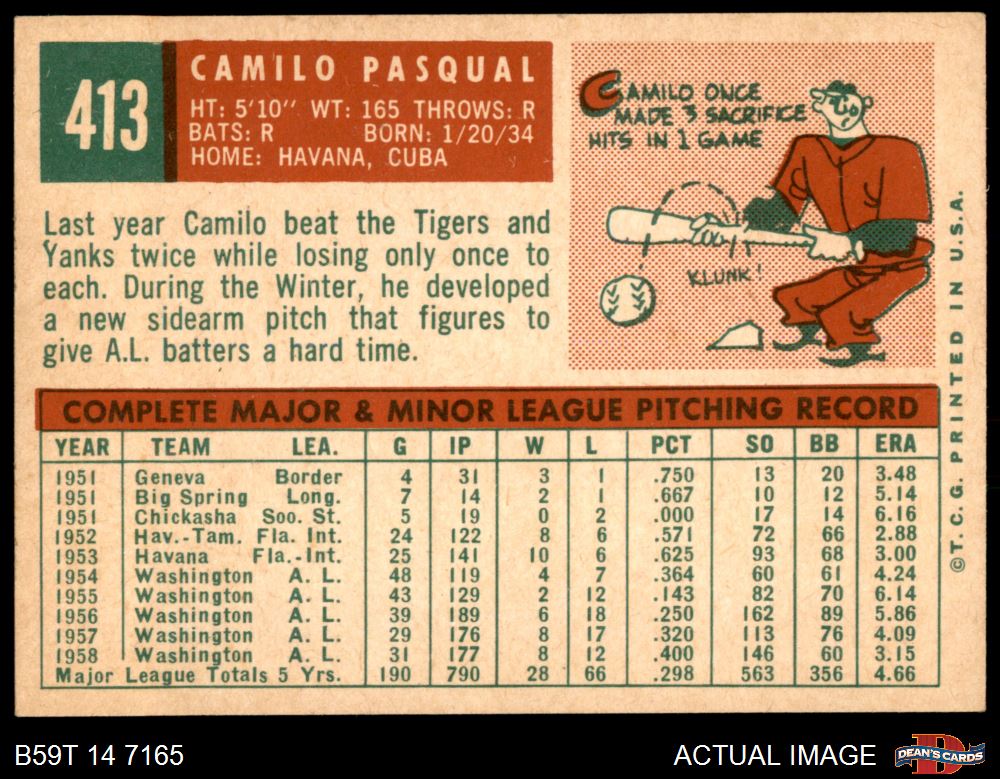 413
CAMILO PASQUAL
HT: 5'10" WT: 165 THROWS: R
BATS: R BORN: 1/20/34
HOME: HAVANA, CUBA
CAMILO ONCE
MADE 3 SACRIFICE
HITS IN 1 GAME
KLUNK!
Last year Camilo beat the Tigers and
Yanks twice while losing only once to
each. During the Winter, he developed
a new sidearm pitch that figures to
give A.L. batters a hard time.
COMPLETE MAJOR & MINOR LEAGUE PITCHING RECORD
YEAR TEAM LEA. G IP W L PCT SO BB ERA
1951 Geneva Border 4 31 3 1 .750 13 20 3.48
1951 Big Spring Long. 7 14 2 1 .667 10 12 5.14
1951 Chickasha Soo. St. 5 19 0 2 .000 17 14 6.16
1952 Hav.-Tam. Fla. Int. 24 122 8 6 .571 72 66 2.88
1953 Havana Fla.-Int. 25 141 10 6 .625 93 68 3.00
1954 Washington A. L. 48 119 4 7 .364 60 61 4.24
1955 Washington A. L. 43 129 2 12 .143 82 70 6.14
1956 Washington A. L. 39 189 6 18 .250 162 89 5.86
1957 Washington A. L. 29 176 8 17 .320 113 76 4.09
1958 Washington A. L. 31 177 8 12 .400 146 60 3.15
Major League Totals 5 Yrs. 190 790 28 66 .298 563 356 4.66
©T.C.G. PRINTED IN U.S.A.
B59T 14 7165
ACTUAL IMAGE
DEAN'S CARDS